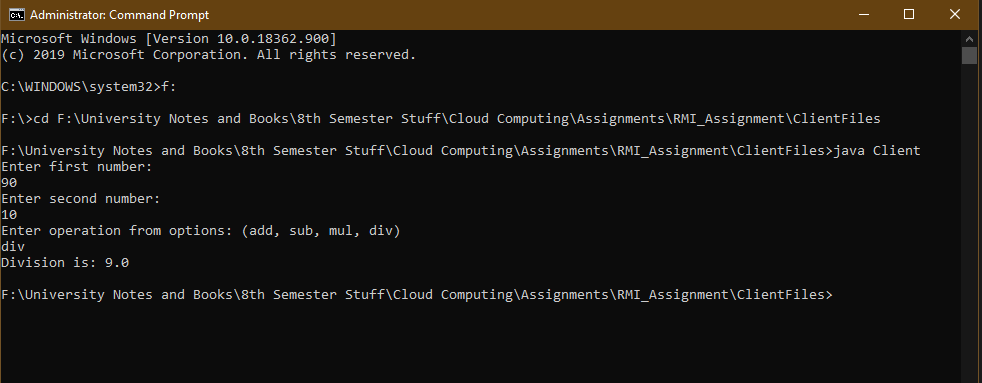 Administrator: Command Prompt
Microsoft Windows [Version 10.0.18362.900]
(c) 2019 Microsoft Corporation. All rights reserved.
C:\WINDOWS\system32>f:
F:\>cd F:\University Notes and Books\8th Semester Stuff\Cloud Computing\Assignments\RMI_Assignment\ClientFiles
F:\University Notes and Books\8th Semester Stuff\Cloud Computing\Assignments\RMI_Assignment\ClientFiles>java Client
Enter first number:
90
Enter second number:
10
Enter operation from options: (add, sub, mul, div)
div
Division is: 9.0
F:\University Notes and Books\8th Semester Stuff\Cloud Computing\Assignments\RMI_Assignment\ClientFiles>